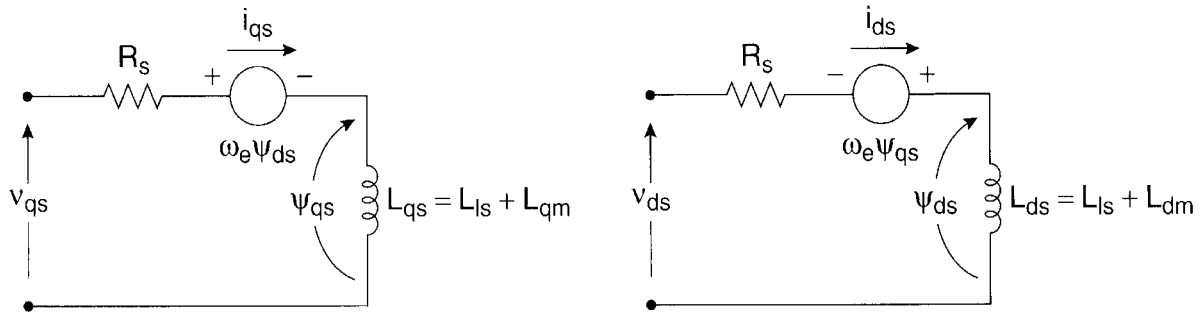 i_qs
R_s
+ −
ω_eψ_ds
v_qs
ψ_qs
L_qs = L_ls + L_qm
i_ds
R_s
− +
ω_eψ_qs
v_ds
ψ_ds
L_ds = L_ls + L_dm